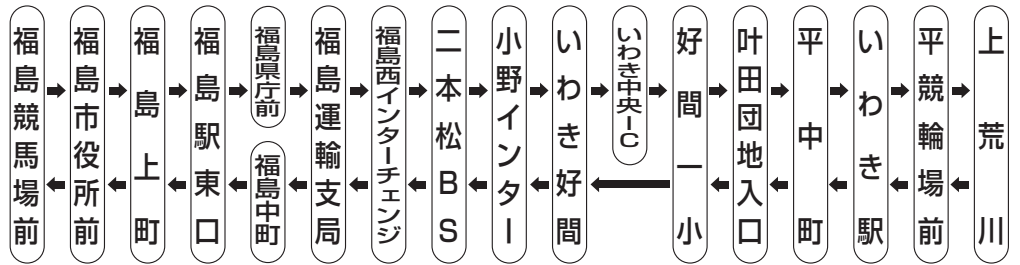 福島競馬場前
福島市役所前
福島上町
福島駅東口
福島県庁前
福島中町
福島運輸支局
福島西インターチェンジ
二本松BS
小野インター
いわき好間
いわき中央IC
好間一小
叶田団地入口
平中町
いわき駅
平競輪場前
上荒川